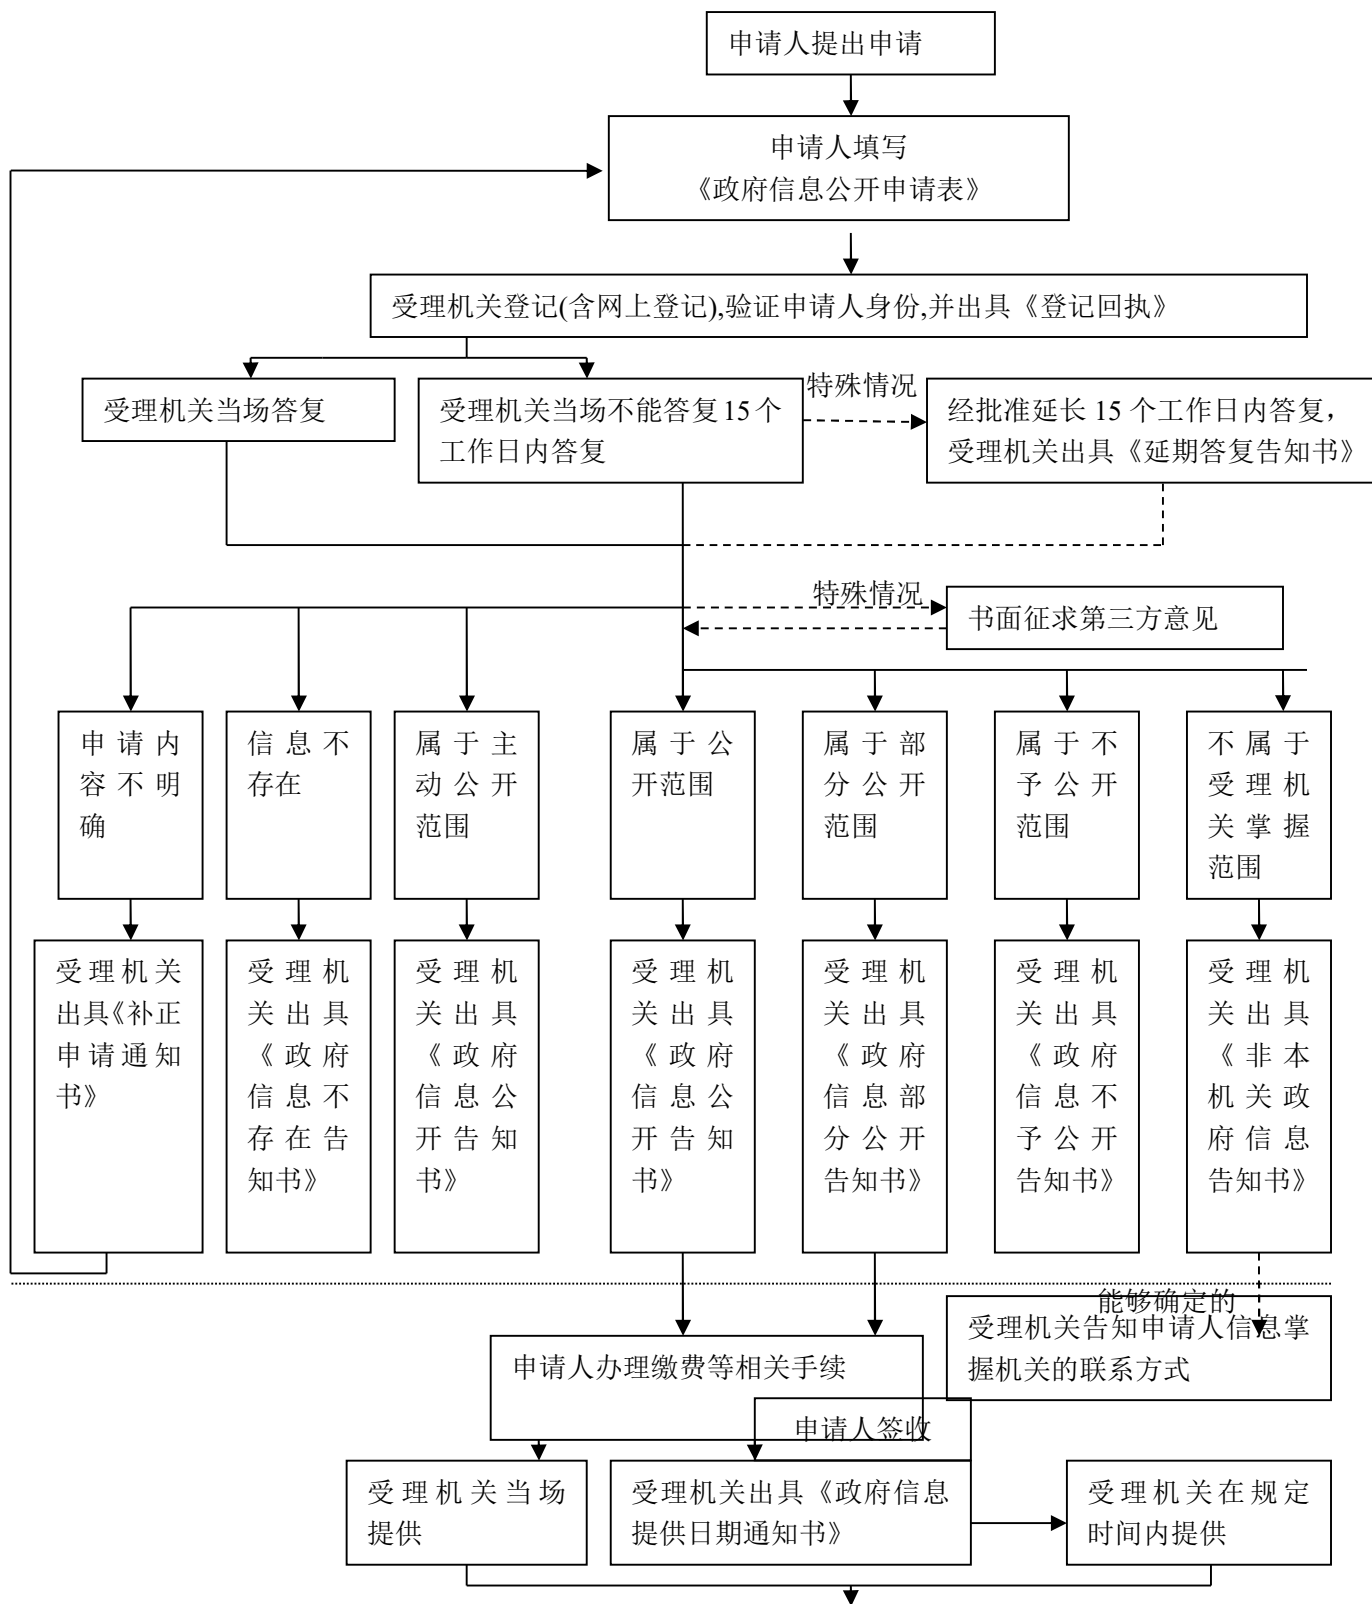 申请人提出申请
申请人填写
《政府信息公开申请表》
受理机关登记(含网上登记),验证申请人身份,并出具《登记回执》
受理机关当场答复
受理机关当场不能答复15个
工作日内答复
特殊情况
经批准延长 15 个工作日内答复，
受理机关出具《延期答复告知书》
特殊情况
书面征求第三方意见
申请内
容不明
确
信息不
存在
属于主
动公开
范围
属于公
开范围
属于部
分公开
范围
属于不
予公开
范围
不属于
受理机
关掌握
范围
受理机关
出具《补正
申请通知
书》
受理机
关出具
《政府
信息不
存在告
知书》
受理机
关出具
《政府
信息公
开告知
书》
受理机
关出具
《政府
信息公
开告知
书》
受理机
关出具
《政府
信息部
分公开
告知书》
受理机
关出具
《政府
信息不
予公开
告知书》
受理机
关出具
《非本
机关政
府信息
告知书》
能够确定的
受理机关告知申请人信息掌
握机关的联系方式
申请人办理缴费等相关手续
申请人签收
受理机关当场
提供
受理机关出具《政府信息
提供日期通知书》
受理机关在规定
时间内提供